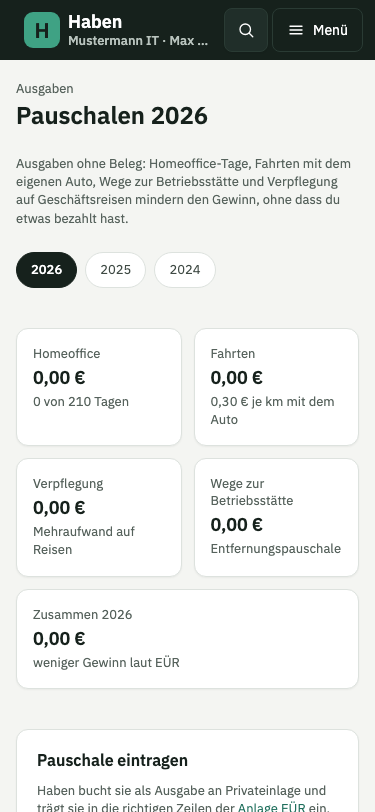 H
Haben
Mustermann IT · Max ...
Menü
Ausgaben
Pauschalen 2026
Ausgaben ohne Beleg: Homeoffice-Tage, Fahrten mit dem
eigenen Auto, Wege zur Betriebsstätte und Verpflegung
auf Geschäftsreisen mindern den Gewinn, ohne dass du
etwas bezahlt hast.
2026
2025
2024
Homeoffice
0,00 €
0 von 210 Tagen
Fahrten
0,00 €
0,30 € je km mit dem
Auto
Verpflegung
0,00 €
Mehraufwand auf
Reisen
Wege zur
Betriebsstätte
0,00 €
Entfernungspauschale
Zusammen 2026
0,00 €
weniger Gewinn laut EÜR
Pauschale eintragen
Haben bucht sie als Ausgabe an Privateinlage und
trägt sie in die richtigen Zeilen der Anlage EÜR ein.